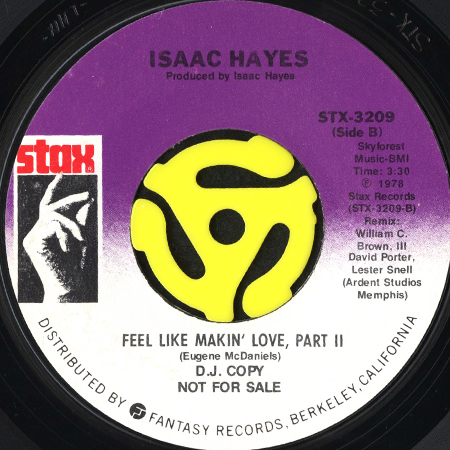 ISAAC HAYES
Produced by Isaac Hayes
STX-3209
(Side B)
Skyforest
Music-BMI
Time: 3:30
℗ 1978
Stax Records
(STX-3209-B)
Remix:
William C.
Brown, III
David Porter,
Lester Snell
(Ardent Studios
Memphis)
stax
FEEL LIKE MAKIN' LOVE, PART II
(Eugene McDaniels)
D.J. COPY
NOT FOR SALE
DISTRIBUTED BY FANTASY RECORDS, BERKELEY, CALIFORNIA